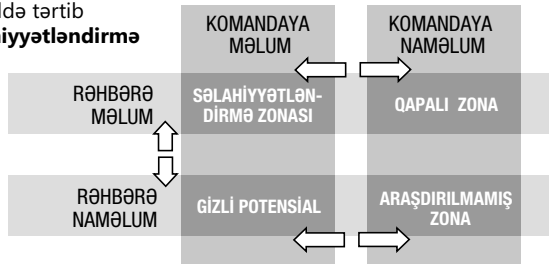 ldə tərtib
niyyətləndirmə
KOMANDAYA
MƏLUM
KOMANDAYA
NAMƏLUM
RƏHBƏRƏ
MƏLUM
SƏLAHİYYƏTLƏN-
DİRMƏ ZONASI
QAPALI ZONA
RƏHBƏRƏ
NAMƏLUM
GİZLİ POTENSİAL
ARAŞDIRILMAMIŞ
ZONA